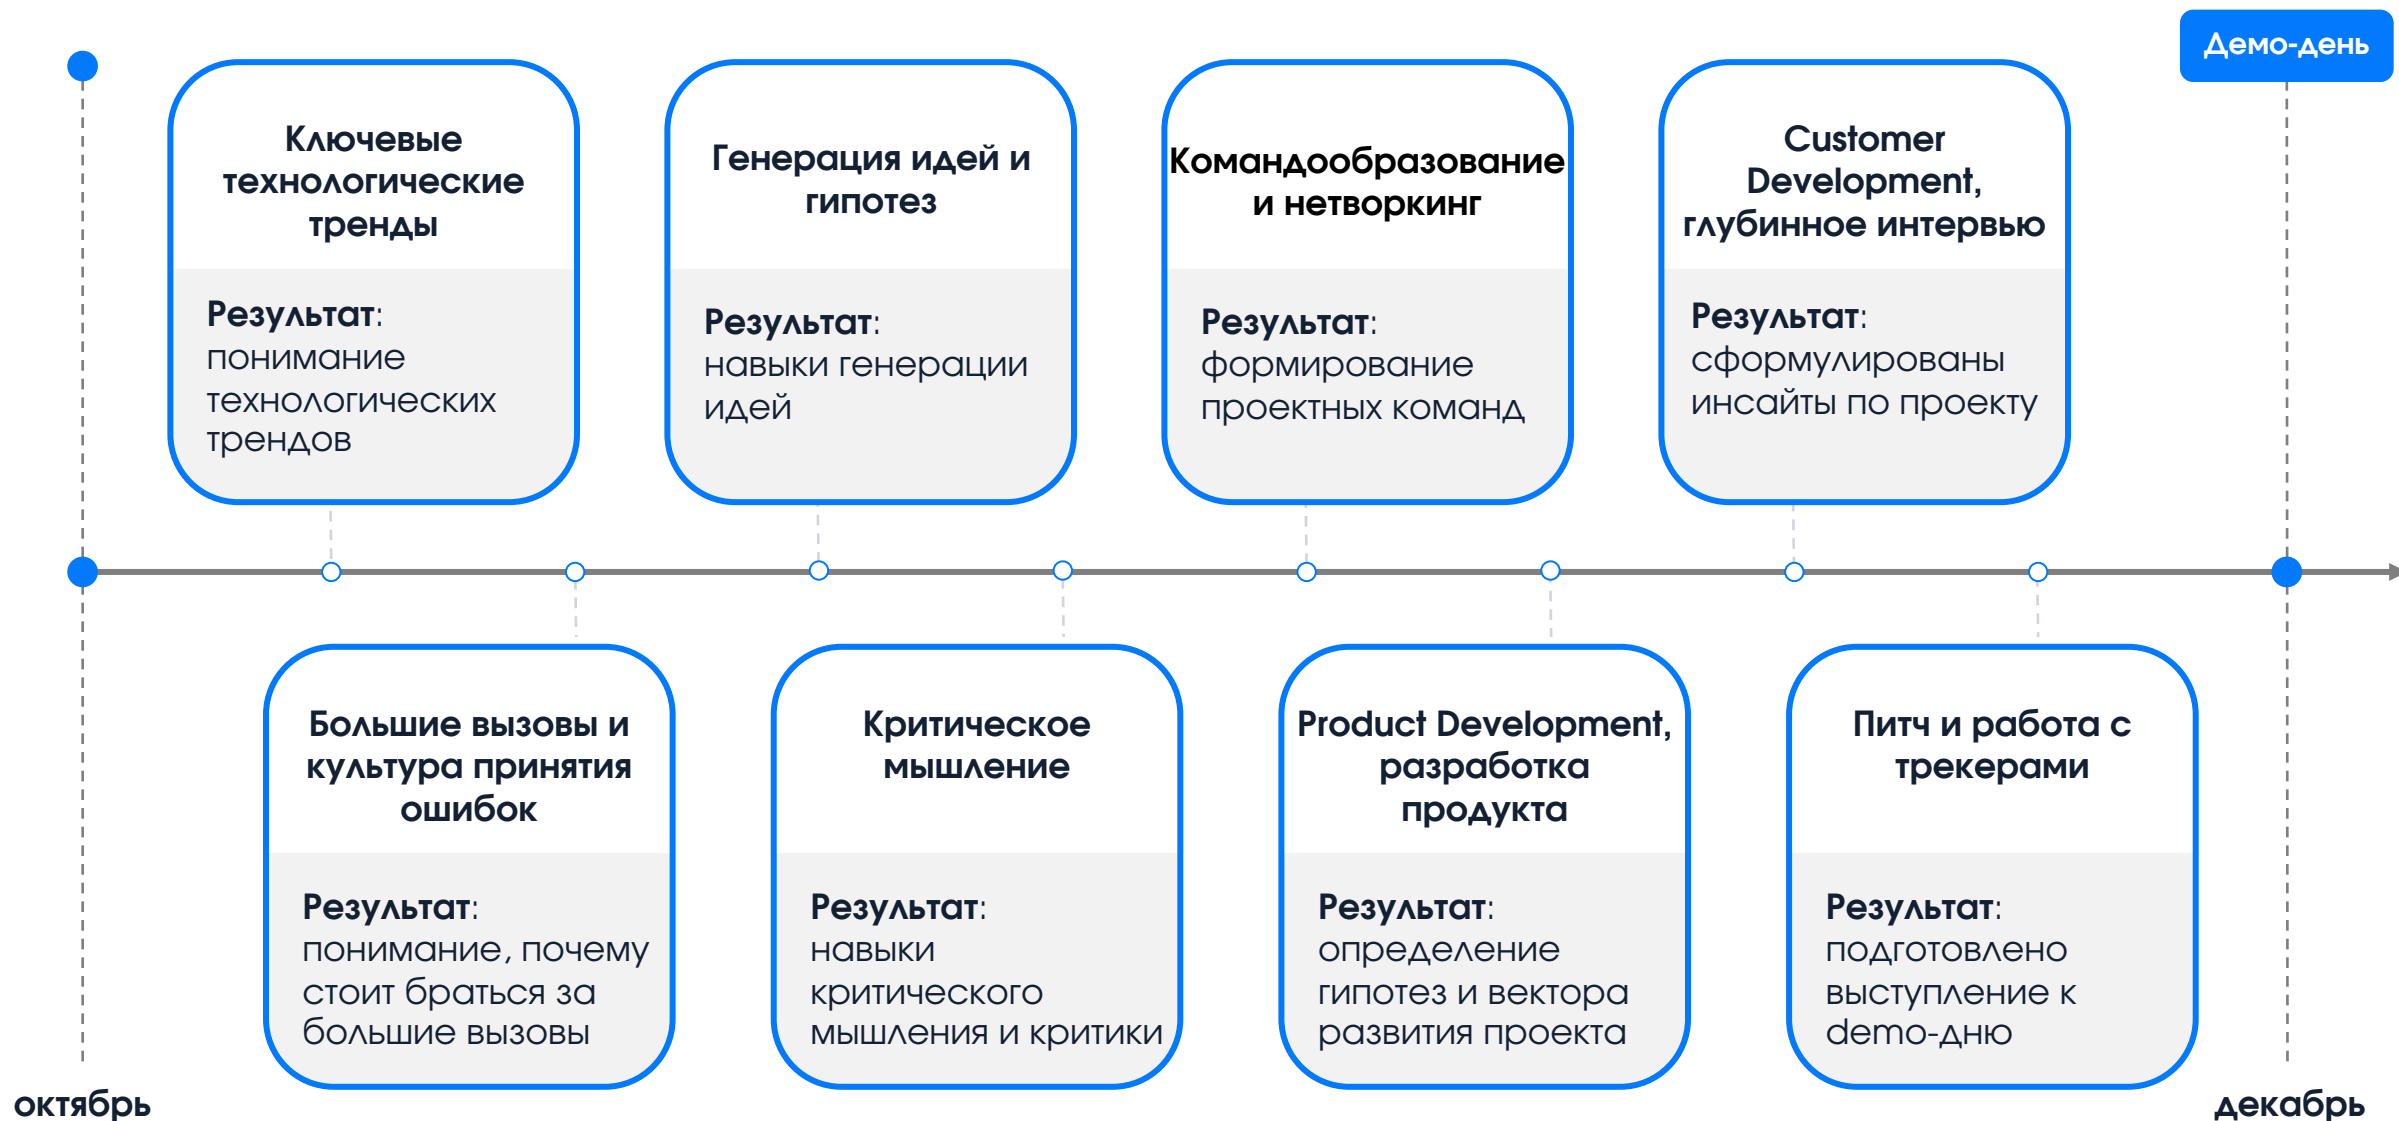 Демо-день
Ключевые
технологические
тренды
Результат:
понимание
технологических
трендов
Генерация идей и
гипотез
Результат:
навыки генерации
идей
Командообразование
и нетворкинг
Результат:
формирование
проектных команд
Customer
Development,
глубинное интервью
Результат:
сформулированы
инсайты по проекту
Большие вызовы и
культура принятия
ошибок
Результат:
понимание, почему
стоит браться за
большие вызовы
Критическое
мышление
Результат:
навыки
критического
мышления и критики
Product Development,
разработка
продукта
Результат:
определение
гипотез и вектора
развития проекта
Питч и работа с
трекерами
Результат:
подготовлено
выступление к
demo-дню
октябрь
декабрь